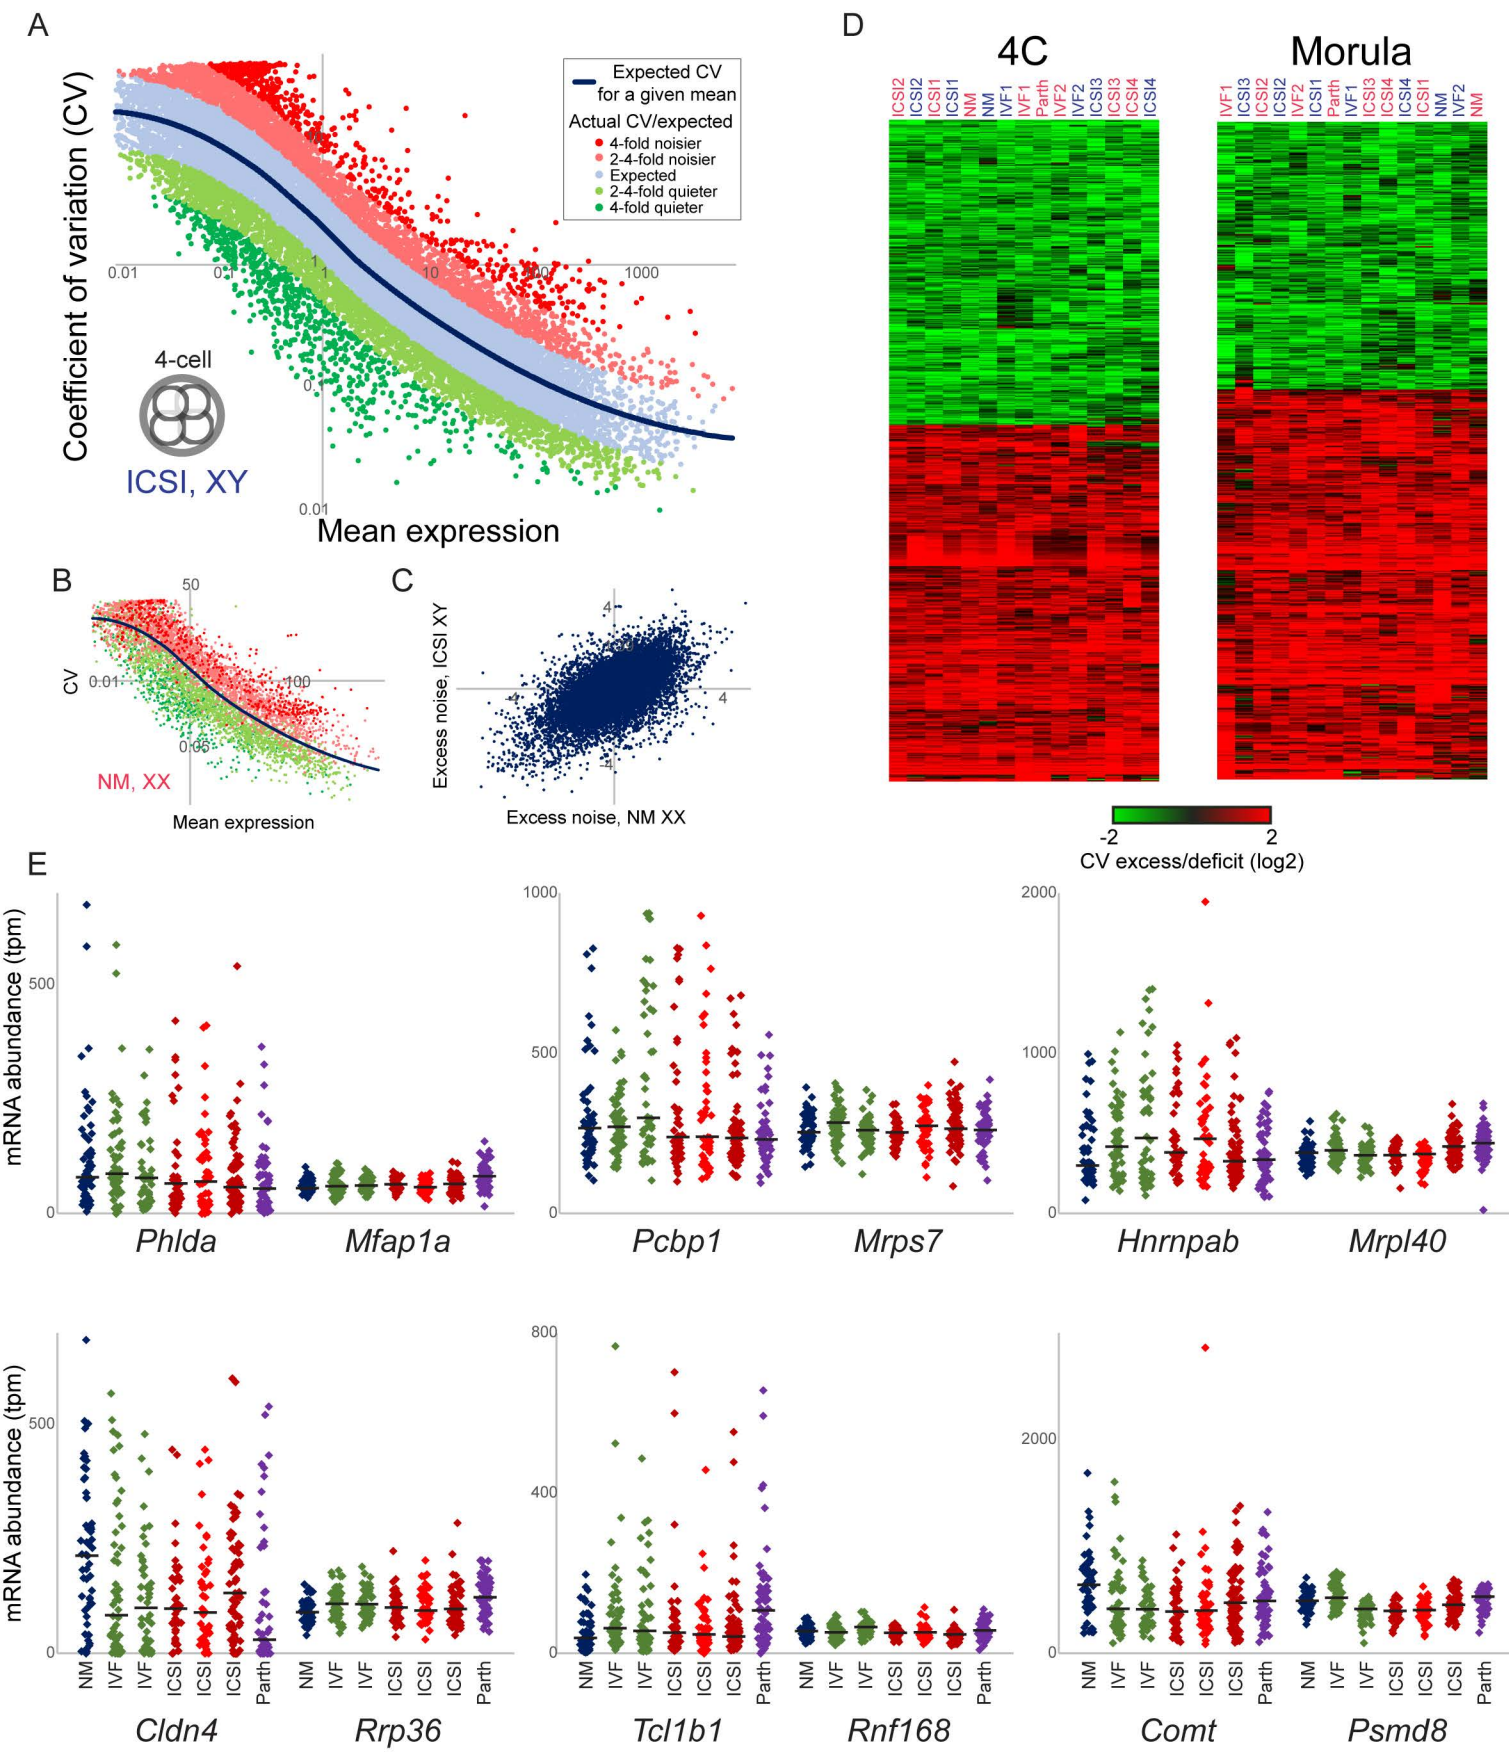 A
Coefficient of variation (CV)
Expected CV
for a given mean
Actual CV/expected
4-fold noisier
2-4-fold noisier
Expected
2-4-fold quieter
4-fold quieter
0.01
0.1
1
10
100
1000
0.1
0.01
4-cell
ICSI, XY
Mean expression
B
50
CV
0.01
100
0.05
NM, XX
Mean expression
C
Excess noise, ICSI XY
4
-4
4
-4
Excess noise, NM XX
D
4C
ICSI2
ICSI2
ICSI1
ICSI1
NM
NM
IVF1
IVF1
Parth
IVF2
IVF2
ICSI3
ICSI3
ICSI4
ICSI4
Morula
IVF1
ICSI3
ICSI2
ICSI2
IVF2
ICSI1
Parth
IVF1
ICSI3
ICSI4
ICSI4
ICSI1
NM
IVF2
NM
-2
2
CV excess/deficit (log2)
E
mRNA abundance (tpm)
500
0
Phlda
Mfap1a
1000
500
0
Pcbp1
Mrps7
2000
1000
0
Hnrnpab
Mrpl40
mRNA abundance (tpm)
500
0
NM
IVF
IVF
ICSI
ICSI
ICSI
Parth
NM
IVF
IVF
ICSI
ICSI
ICSI
Parth
Cldn4
Rrp36
800
400
0
NM
IVF
IVF
ICSI
ICSI
ICSI
Parth
NM
IVF
IVF
ICSI
ICSI
ICSI
Parth
Tcl1b1
Rnf168
2000
0
NM
IVF
IVF
ICSI
ICSI
ICSI
Parth
NM
IVF
IVF
ICSI
ICSI
ICSI
Parth
Comt
Psmd8